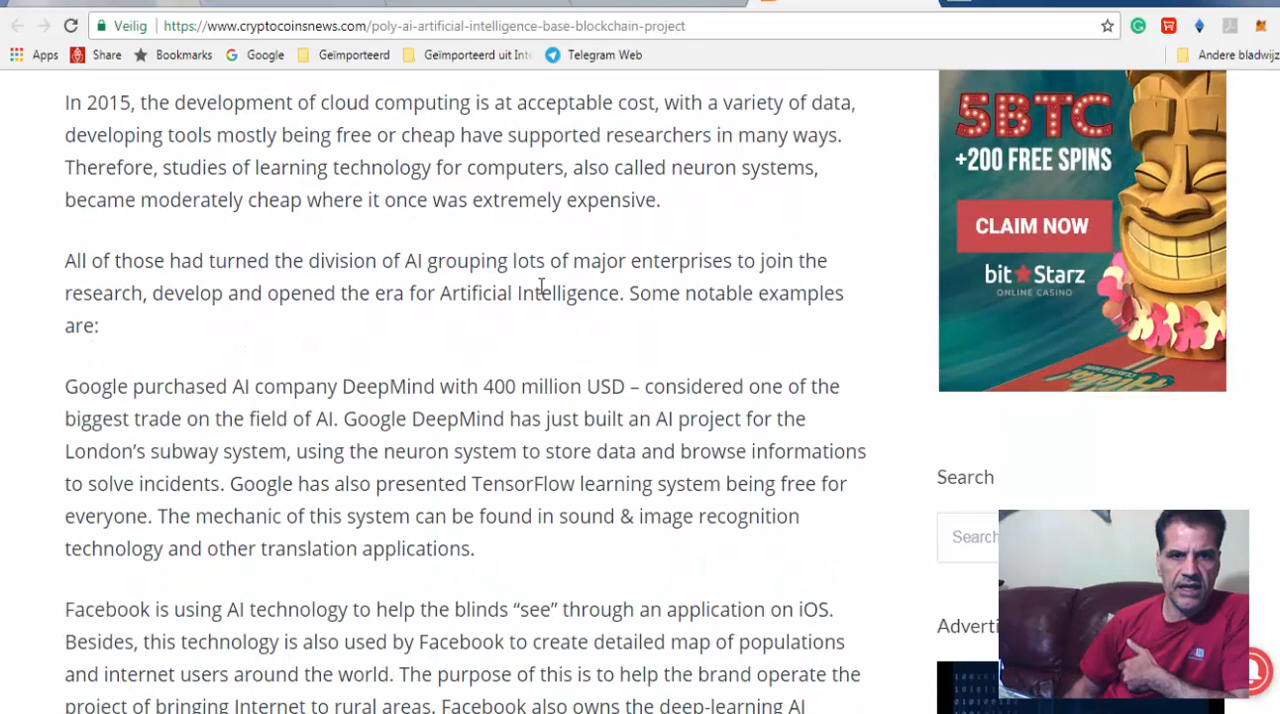 Veilig
https://www.cryptocoinsnews.com/poly-ai-artificial-intelligence-base-blockchain-project
Apps Share Bookmarks Google Geïmporteerd Geïmporteerd uit Int Telegram Web Andere bladwijz
In 2015, the development of cloud computing is at acceptable cost, with a variety of data,
developing tools mostly being free or cheap have supported researchers in many ways.
Therefore, studies of learning technology for computers, also called neuron systems,
became moderately cheap where it once was extremely expensive.
All of those had turned the division of AI grouping lots of major enterprises to join the
research, develop and opened the era for Artificial Intelligence. Some notable examples
are:
Google purchased AI company DeepMind with 400 million USD – considered one of the
biggest trade on the field of AI. Google DeepMind has just built an AI project for the
London’s subway system, using the neuron system to store data and browse informations
to solve incidents. Google has also presented TensorFlow learning system being free for
everyone. The mechanic of this system can be found in sound & image recognition
technology and other translation applications.
Facebook is using AI technology to help the blinds “see” through an application on iOS.
Besides, this technology is also used by Facebook to create detailed map of populations
and internet users around the world. The purpose of this is to help the brand operate the
project of bringing Internet to rural areas. Facebook also owns the deep-learning AI
5BTC
+200 FREE SPINS
CLAIM NOW
bitStarz
ONLINE CASINO
Search
Search
Adverti